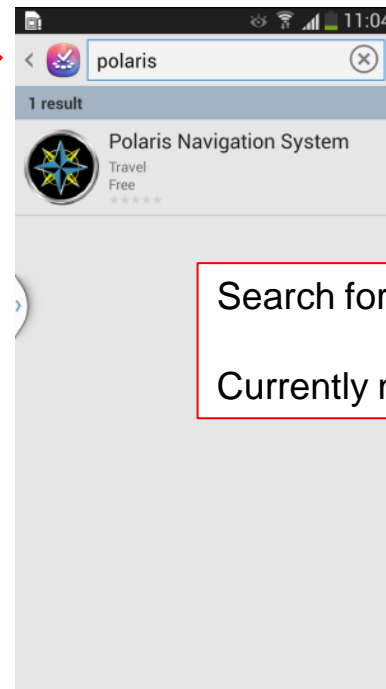 11:04
polaris
1 result
Polaris Navigation System
Travel
Free
Search for
Currently